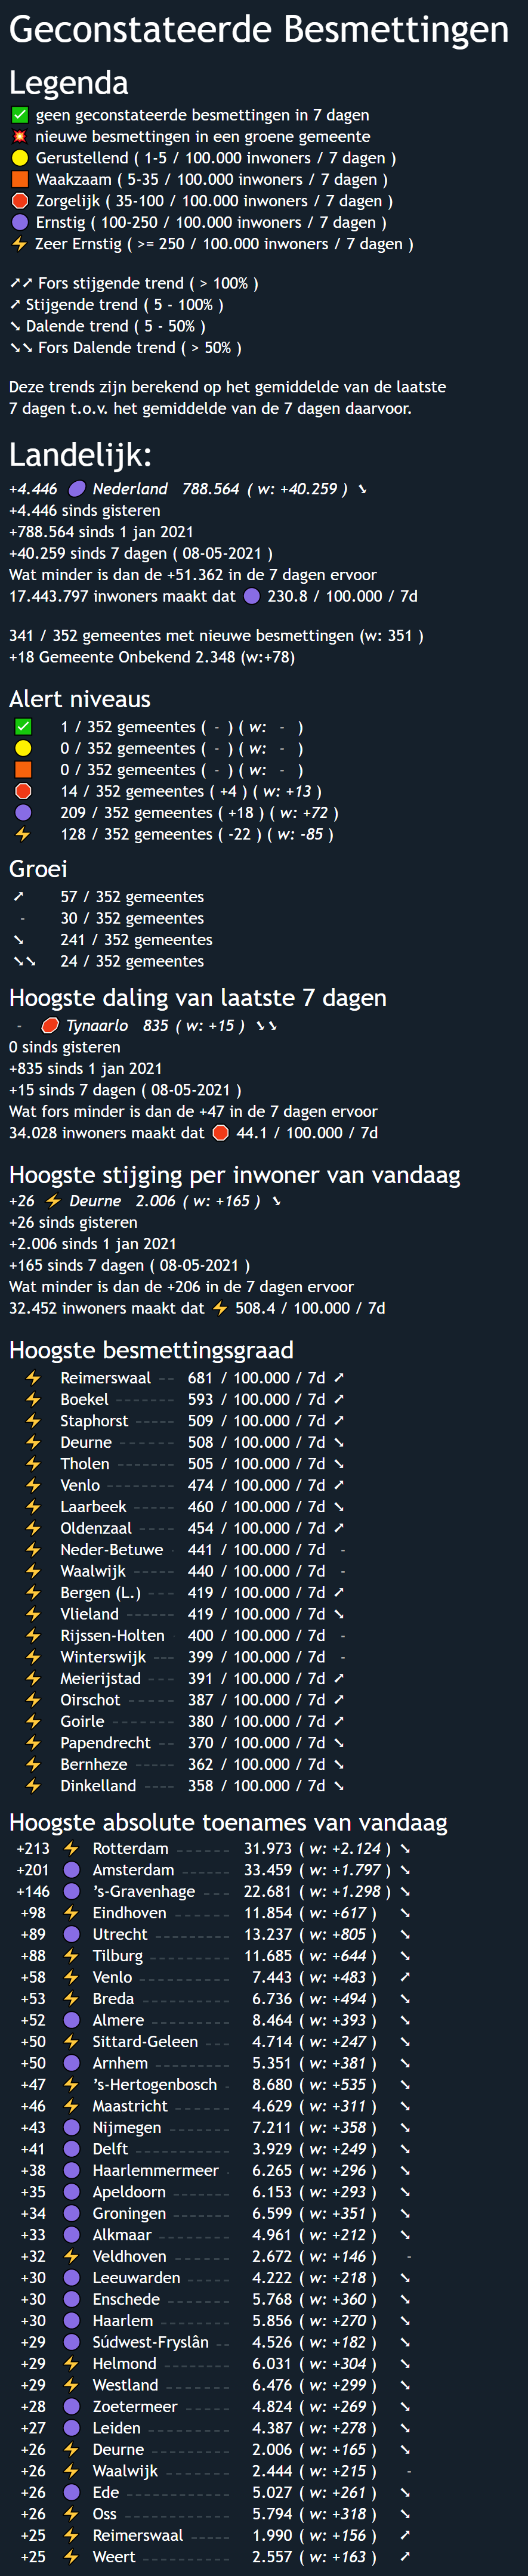 Geconstateerde Besmettingen
Legenda
✅ geen geconstateerde besmettingen in 7 dagen
💥 nieuwe besmettingen in een groene gemeente
🟡 Gerustellend ( 1-5 / 100.000 inwoners / 7 dagen )
🟧 Waakzaam ( 5-35 / 100.000 inwoners / 7 dagen )
🛑 Zorgelijk ( 35-100 / 100.000 inwoners / 7 dagen )
🟣 Ernstig ( 100-250 / 100.000 inwoners / 7 dagen )
⚡ Zeer Ernstig ( >= 250 / 100.000 inwoners / 7 dagen )
➚➚ Fors stijgende trend ( > 100% )
➚ Stijgende trend ( 5 - 100% )
➘ Dalende trend ( 5 - 50% )
➘➘ Fors Dalende trend ( > 50% )
Deze trends zijn berekend op het gemiddelde van de laatste
7 dagen t.o.v. het gemiddelde van de 7 dagen daarvoor.
Landelijk:
+4.446 🟣 Nederland 788.564 ( w: +40.259 ) ➘
+4.446 sinds gisteren
+788.564 sinds 1 jan 2021
+40.259 sinds 7 dagen ( 08-05-2021 )
Wat minder is dan de +51.362 in de 7 dagen ervoor
17.443.797 inwoners maakt dat 🟣 230.8 / 100.000 / 7d
341 / 352 gemeentes met nieuwe besmettingen (w: 351 )
+18 Gemeente Onbekend 2.348 (w:+78)
Alert niveaus
✅ 1 / 352 gemeentes ( - ) ( w: - )
🟡 0 / 352 gemeentes ( - ) ( w: - )
🟧 0 / 352 gemeentes ( - ) ( w: - )
🛑 14 / 352 gemeentes ( +4 ) ( w: +13 )
🟣 209 / 352 gemeentes ( +18 ) ( w: +72 )
⚡ 128 / 352 gemeentes ( -22 ) ( w: -85 )
Groei
➚ 57 / 352 gemeentes
- 30 / 352 gemeentes
➘ 241 / 352 gemeentes
➘➘ 24 / 352 gemeentes
Hoogste daling van laatste 7 dagen
- 🛑 Tynaarlo 835 ( w: +15 ) ➘➘
0 sinds gisteren
+835 sinds 1 jan 2021
+15 sinds 7 dagen ( 08-05-2021 )
Wat fors minder is dan de +47 in de 7 dagen ervoor
34.028 inwoners maakt dat 🛑 44.1 / 100.000 / 7d
Hoogste stijging per inwoner van vandaag
+26 ⚡ Deurne 2.006 ( w: +165 ) ➘
+26 sinds gisteren
+2.006 sinds 1 jan 2021
+165 sinds 7 dagen ( 08-05-2021 )
Wat minder is dan de +206 in de 7 dagen ervoor
32.452 inwoners maakt dat ⚡ 508.4 / 100.000 / 7d
Hoogste besmettingsgraad
⚡ Reimerswaal -- 681 / 100.000 / 7d ➚
⚡ Boekel -------- 593 / 100.000 / 7d ➚
⚡ Staphorst ----- 509 / 100.000 / 7d ➚
⚡ Deurne ------- 508 / 100.000 / 7d ➘
⚡ Tholen ------- 505 / 100.000 / 7d ➘
⚡ Venlo --------- 474 / 100.000 / 7d ➚
⚡ Laarbeek ----- 460 / 100.000 / 7d ➘
⚡ Oldenzaal ----- 454 / 100.000 / 7d ➚
⚡ Neder-Betuwe - 441 / 100.000 / 7d -
⚡ Waalwijk ------ 440 / 100.000 / 7d -
⚡ Bergen (L.) --- 419 / 100.000 / 7d ➚
⚡ Vlieland ------ 419 / 100.000 / 7d ➘
⚡ Rijssen-Holten 400 / 100.000 / 7d -
⚡ Winterswijk --- 399 / 100.000 / 7d -
⚡ Meierijstad ---- 391 / 100.000 / 7d ➚
⚡ Oirschot ------ 387 / 100.000 / 7d ➚
⚡ Goirle -------- 380 / 100.000 / 7d ➚
⚡ Papendrecht -- 370 / 100.000 / 7d ➘
⚡ Bernheze ----- 362 / 100.000 / 7d ➘
⚡ Dinkelland ---- 358 / 100.000 / 7d ➘
Hoogste absolute toenames van vandaag
+213 ⚡ Rotterdam ------- 31.973 ( w: +2.124 ) ➘
+201 🟣 Amsterdam ------- 33.459 ( w: +1.797 ) ➘
+146 🟣 's-Gravenhage --- 22.681 ( w: +1.298 ) ➘
+98 ⚡ Eindhoven ------- 11.854 ( w: +617 ) ➘
+89 🟣 Utrecht ---------- 13.237 ( w: +805 ) ➘
+88 ⚡ Tilburg ----------- 11.685 ( w: +644 ) ➘
+58 ⚡ Venlo ------------ 7.443 ( w: +483 ) ➚
+53 ⚡ Breda ------------ 6.736 ( w: +494 ) ➘
+52 🟣 Almere ----------- 8.464 ( w: +393 ) ➘
+50 ⚡ Sittard-Geleen ---- 4.714 ( w: +247 ) ➘
+50 🟣 Arnhem ---------- 5.351 ( w: +381 ) ➘
+47 ⚡ 's-Hertogenbosch - 8.680 ( w: +535 ) ➘
+46 ⚡ Maastricht ------- 4.629 ( w: +311 ) ➘
+43 🟣 Nijmegen -------- 7.211 ( w: +358 ) ➘
+41 🟣 Delft ------------- 3.929 ( w: +249 ) ➘
+38 🟣 Haarlemmermeer - 6.265 ( w: +296 ) ➘
+35 🟣 Apeldoorn ------- 6.153 ( w: +293 ) ➘
+34 🟣 Groningen ------- 6.599 ( w: +351 ) ➘
+33 🟣 Alkmaar --------- 4.961 ( w: +212 ) ➘
+32 ⚡ Veldhoven ------- 2.672 ( w: +146 ) -
+30 🟣 Leeuwarden ----- 4.222 ( w: +218 ) ➘
+30 🟣 Enschede -------- 5.768 ( w: +360 ) ➘
+30 🟣 Haarlem --------- 5.856 ( w: +270 ) ➘
+29 🟣 Súdwest-Fryslân -- 4.526 ( w: +182 ) ➘
+29 ⚡ Helmond --------- 6.031 ( w: +304 ) ➘
+29 ⚡ Westland -------- 6.476 ( w: +299 ) ➘
+28 🟣 Zoetermeer ------ 4.824 ( w: +269 ) ➘
+27 🟣 Leiden ----------- 4.387 ( w: +278 ) ➘
+26 ⚡ Deurne ---------- 2.006 ( w: +165 ) ➘
+26 ⚡ Waalwijk --------- 2.444 ( w: +215 ) -
+26 🟣 Ede -------------- 5.027 ( w: +261 ) ➘
+26 ⚡ Oss -------------- 5.794 ( w: +318 ) ➘
+25 ⚡ Reimerswaal ----- 1.990 ( w: +156 ) ➚
+25 ⚡ Weert ------------ 2.557 ( w: +163 ) ➚